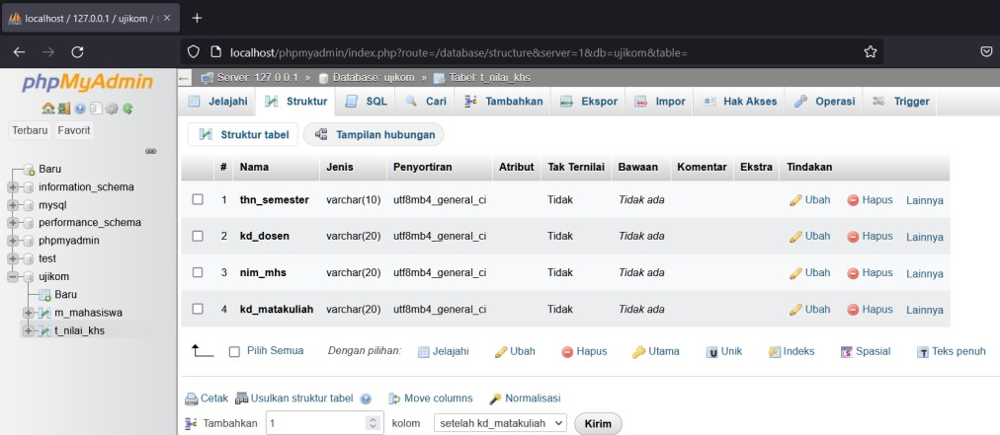 localhost / 127.0.0.1 / ujikom / t
localhost/phpmyadmin/index.php?route=/database/structure&server=1&db=ujikom&table=
phpMyAdmin
Server: 127.0.0.1 » Database: ujikom » Tabel: t_nilai_khs
Jelajahi Struktur SQL Cari Tambahkan Ekspor Impor Hak Akses Operasi Trigger
Terbaru Favorit
Baru
information_schema
mysql
performance_schema
phpmyadmin
test
ujikom
Baru
m_mahasiswa
t_nilai_khs
Struktur tabel Tampilan hubungan
# Nama Jenis Penyortiran Atribut Tak Ternilai Bawaan Komentar Ekstra Tindakan
1 thn_semester varchar(10) utf8mb4_general_ci Tidak Tidak ada Ubah Hapus Lainnya
2 kd_dosen varchar(20) utf8mb4_general_ci Tidak Tidak ada Ubah Hapus Lainnya
3 nim_mhs varchar(20) utf8mb4_general_ci Tidak Tidak ada Ubah Hapus Lainnya
4 kd_matakuliah varchar(20) utf8mb4_general_ci Tidak Tidak ada Ubah Hapus Lainnya
Pilih Semua Dengan pilihan: Jelajahi Ubah Hapus Utama Unik Indeks Spasial Teks penuh
Cetak Usulkan struktur tabel Move columns Normalisasi
Tambahkan 1 kolom setelah kd_matakuliah Kirim